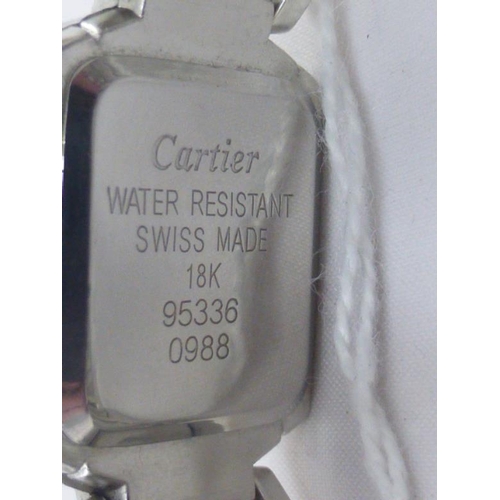 Cartier
WATER RESISTANT
SWISS MADE
18K
95336
0988